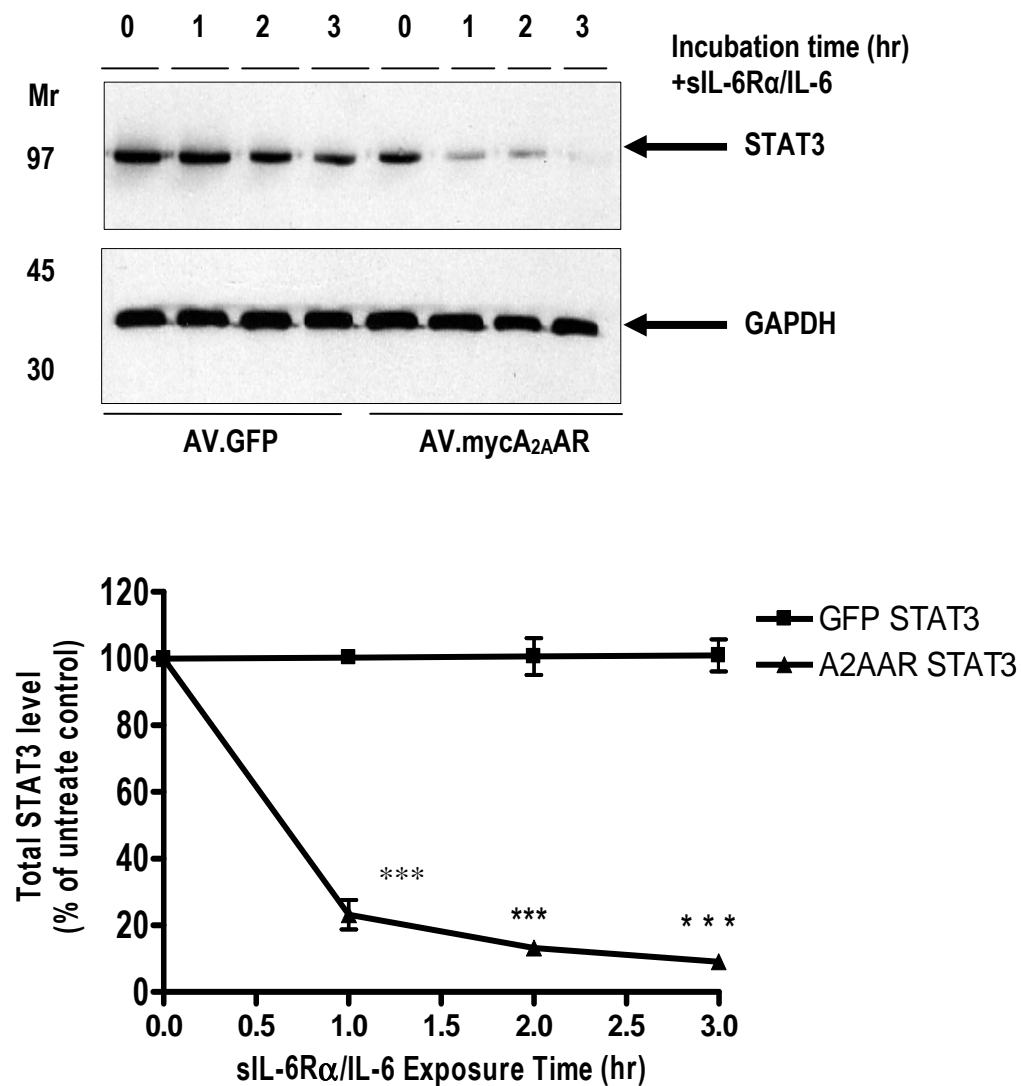 0 1 2 3 0 1 2 3
Incubation time (hr)
+sIL-6Rα/IL-6
Mr
97
STAT3
45
30
GAPDH
AV.GFP AV.mycA2AAR
120
100
80
60
40
20
0
Total STAT3 level
(% of untreate control)
GFP STAT3
A2AAR STAT3
*** *** * * *
0.0 0.5 1.0 1.5 2.0 2.5 3.0
sIL-6Rα/IL-6 Exposure Time (hr)